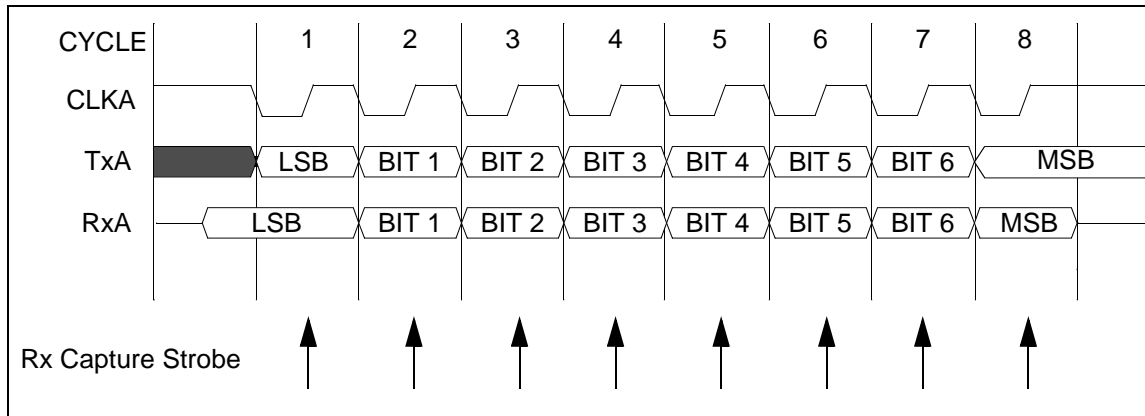 CYCLE 1 2 3 4 5 6 7 8
CLKA
TxA LSB BIT 1 BIT 2 BIT 3 BIT 4 BIT 5 BIT 6 MSB
RxA LSB BIT 1 BIT 2 BIT 3 BIT 4 BIT 5 BIT 6 MSB
Rx Capture Strobe